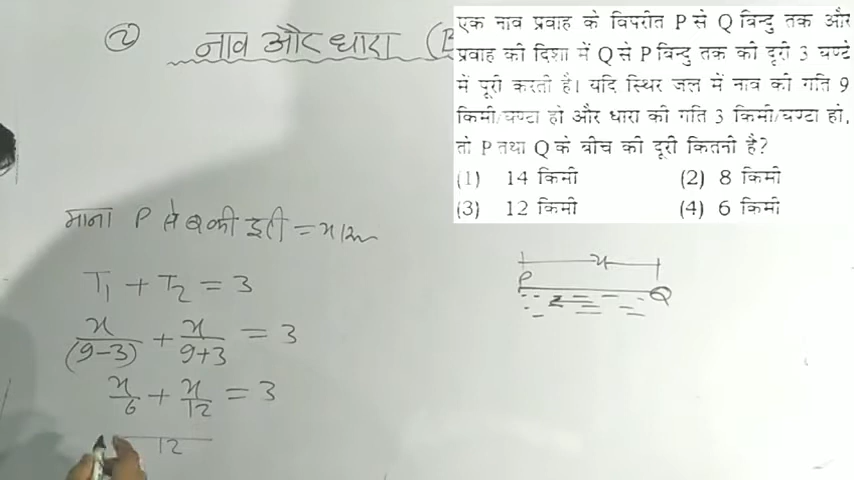 ② नाव और धारा (B
एक नाव प्रवाह के विपरीत P से Q विन्दु तक और
प्रवाह की दिशा में Q से P विन्दु तक की दूरी 3 घण्टे
में पूरी करती है। यदि स्थिर जल में नाव की गति 9
किमी/घण्टा हो और धारा की गति 3 किमी/घण्टा हो,
तो P तथा Q के बीच की दूरी कितनी है?
(1) 14 किमी (2) 8 किमी
(3) 12 किमी (4) 6 किमी
माना P से Q की दूरी = x km
T₁ + T₂ = 3
x/(9-3) + x/9+3 = 3
x/6 + x/12 = 3
12
x
P
Q